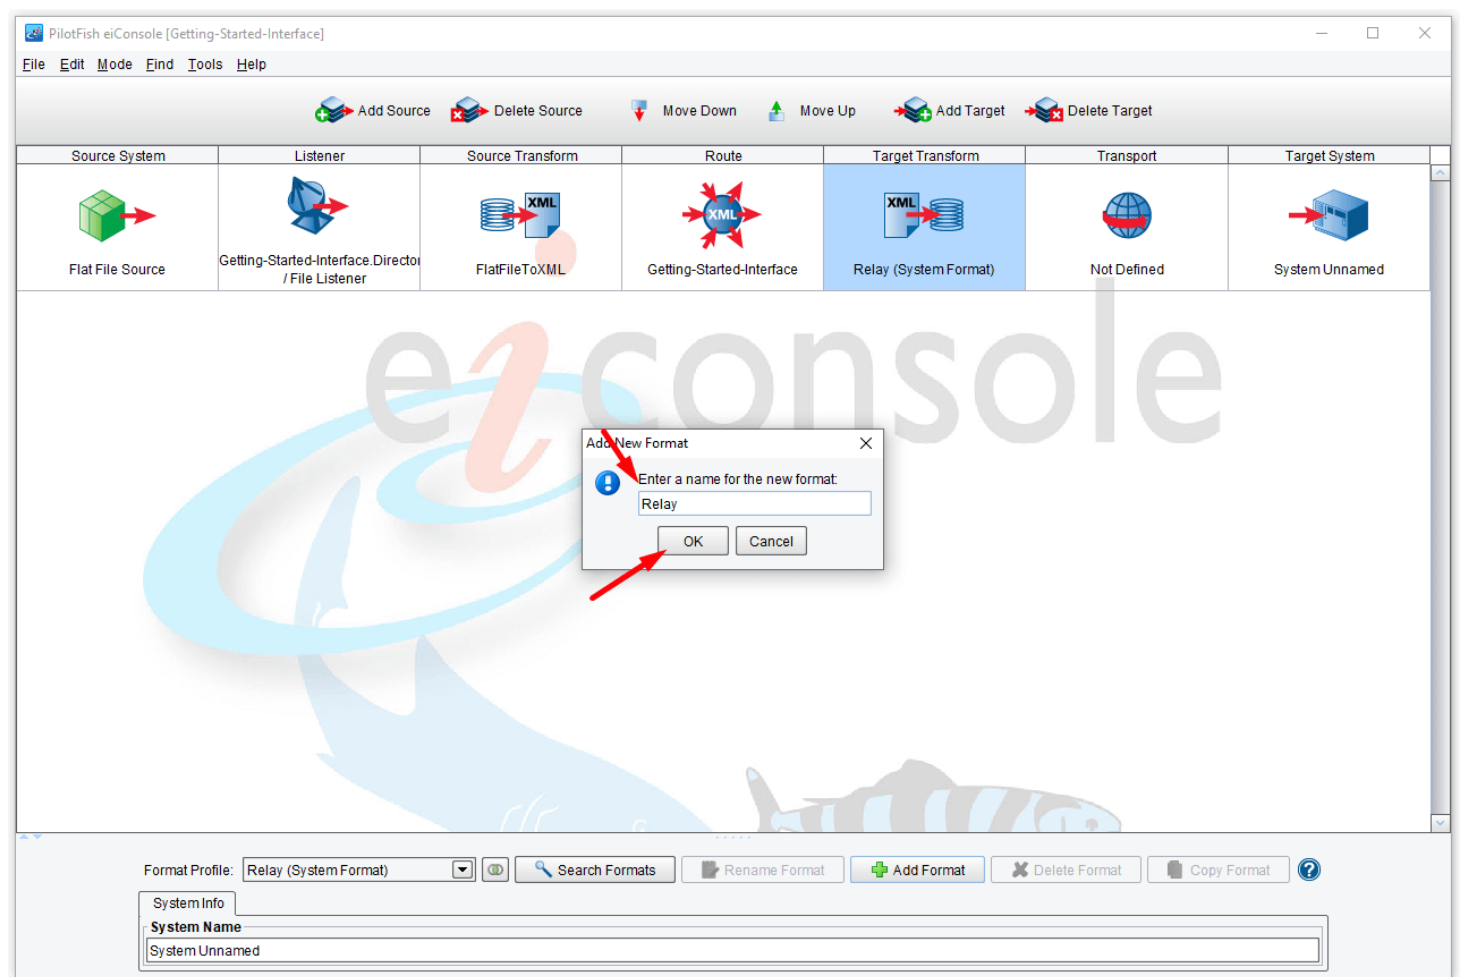 PilotFish eiConsole [Getting-Started-Interface]
File Edit Mode Find Tools Help
Add Source Delete Source Move Down Move Up Add Target Delete Target
Source System Listener Source Transform Route Target Transform Transport Target System
XML XML XML
Flat File Source Getting-Started-Interface.Director FlatFileToXML Getting-Started-Interface Relay (System Format) Not Defined System Unnamed
/ File Listener
eiconsole
Add New Format
Enter a name for the new format:
Relay
OK Cancel
Format Profile: Relay (System Format) Search Formats Rename Format Add Format Delete Format Copy Format ?
System Info
System Name
System Unnamed